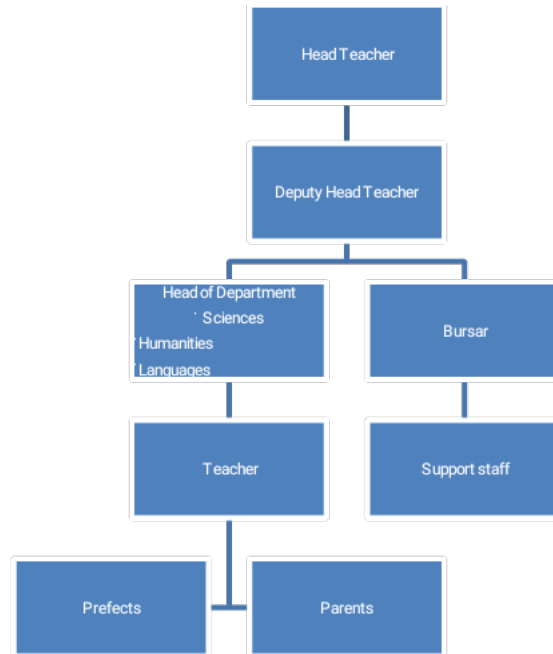 Head Teacher
Deputy Head Teacher
Head of Department
Sciences
Humanities
Languages
Bursar
Teacher
Support staff
Prefects
Parents